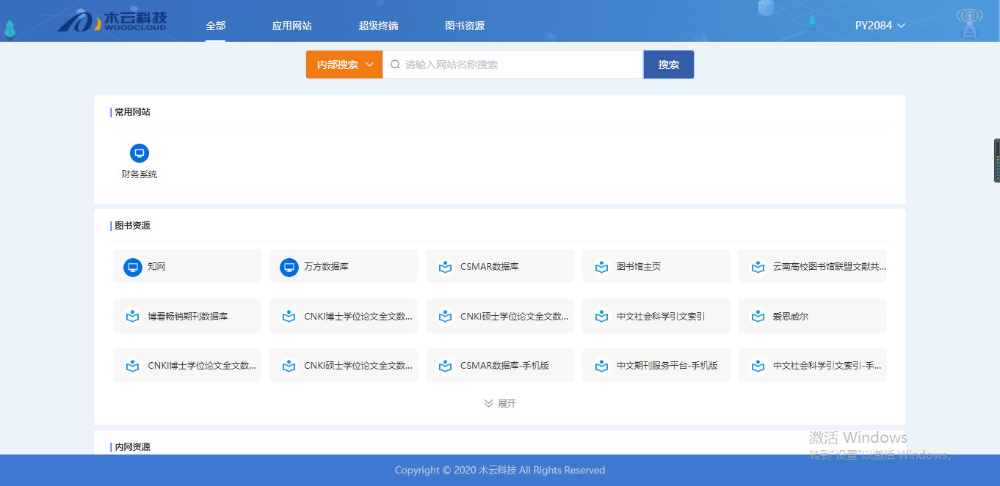 木云科技
WOODCLOUD
全部 应用网站 超级终端 图书资源 PY2084
内部搜索 请输入网站名称搜索 搜索
常用网站
财务系统
图书资源
知网 万方数据库 CSMAR数据库 图书馆主页 云南高校图书馆联盟文献共...
博看畅销期刊数据库 CNKI博士学位论文全文数... CNKI硕士学位论文全文数... 中文社会科学引文索引 爱思威尔
CNKI博士学位论文全文数... CNKI硕士学位论文全文数... CSMAR数据库-手机版 中文期刊服务平台-手机版 中文社会科学引文索引-手...
展开
内网资源
激活 Windows
转到"设置"以激活 Windows。
Copyright © 2020 木云科技 All Rights Reserved